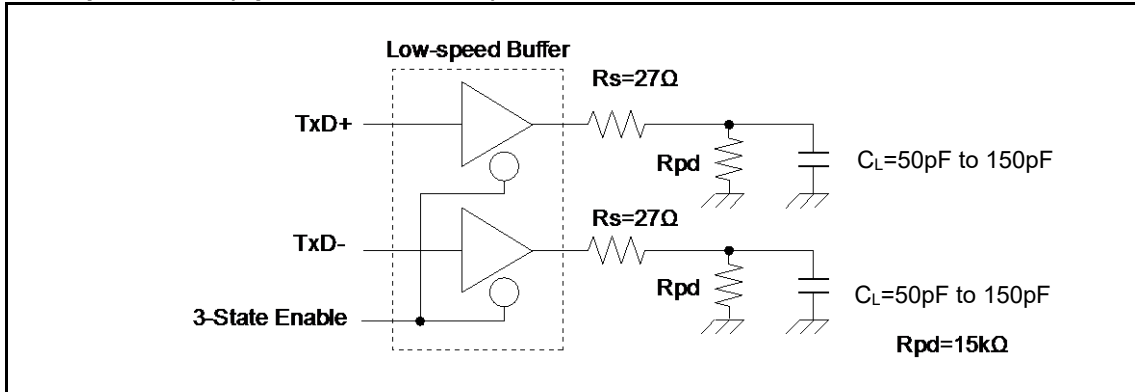 Low-speed Buffer
Rs=27Ω
TxD+
Rpd
CL=50pF to 150pF
Rs=27Ω
TxD-
Rpd
CL=50pF to 150pF
3-State Enable
Rpd=15kΩ